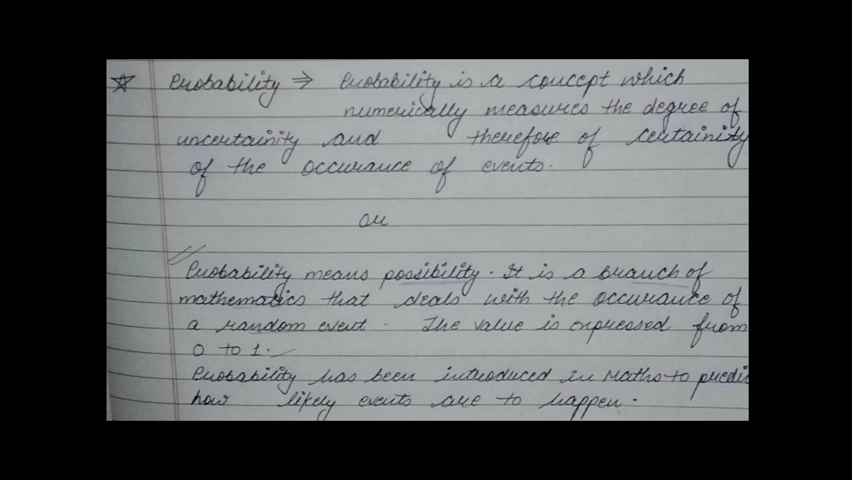 Probability ⇒ Probability is a concept which
numerically measures the degree of
uncertainity and therefore of certainity
of the occurance of events.
or
Probability means possibility. It is a branch of
mathematics that deals with the occurance of
a random event. The value is expressed from
0 to 1.
Probability has been introduced in Maths to predic
how likely events are to happen.